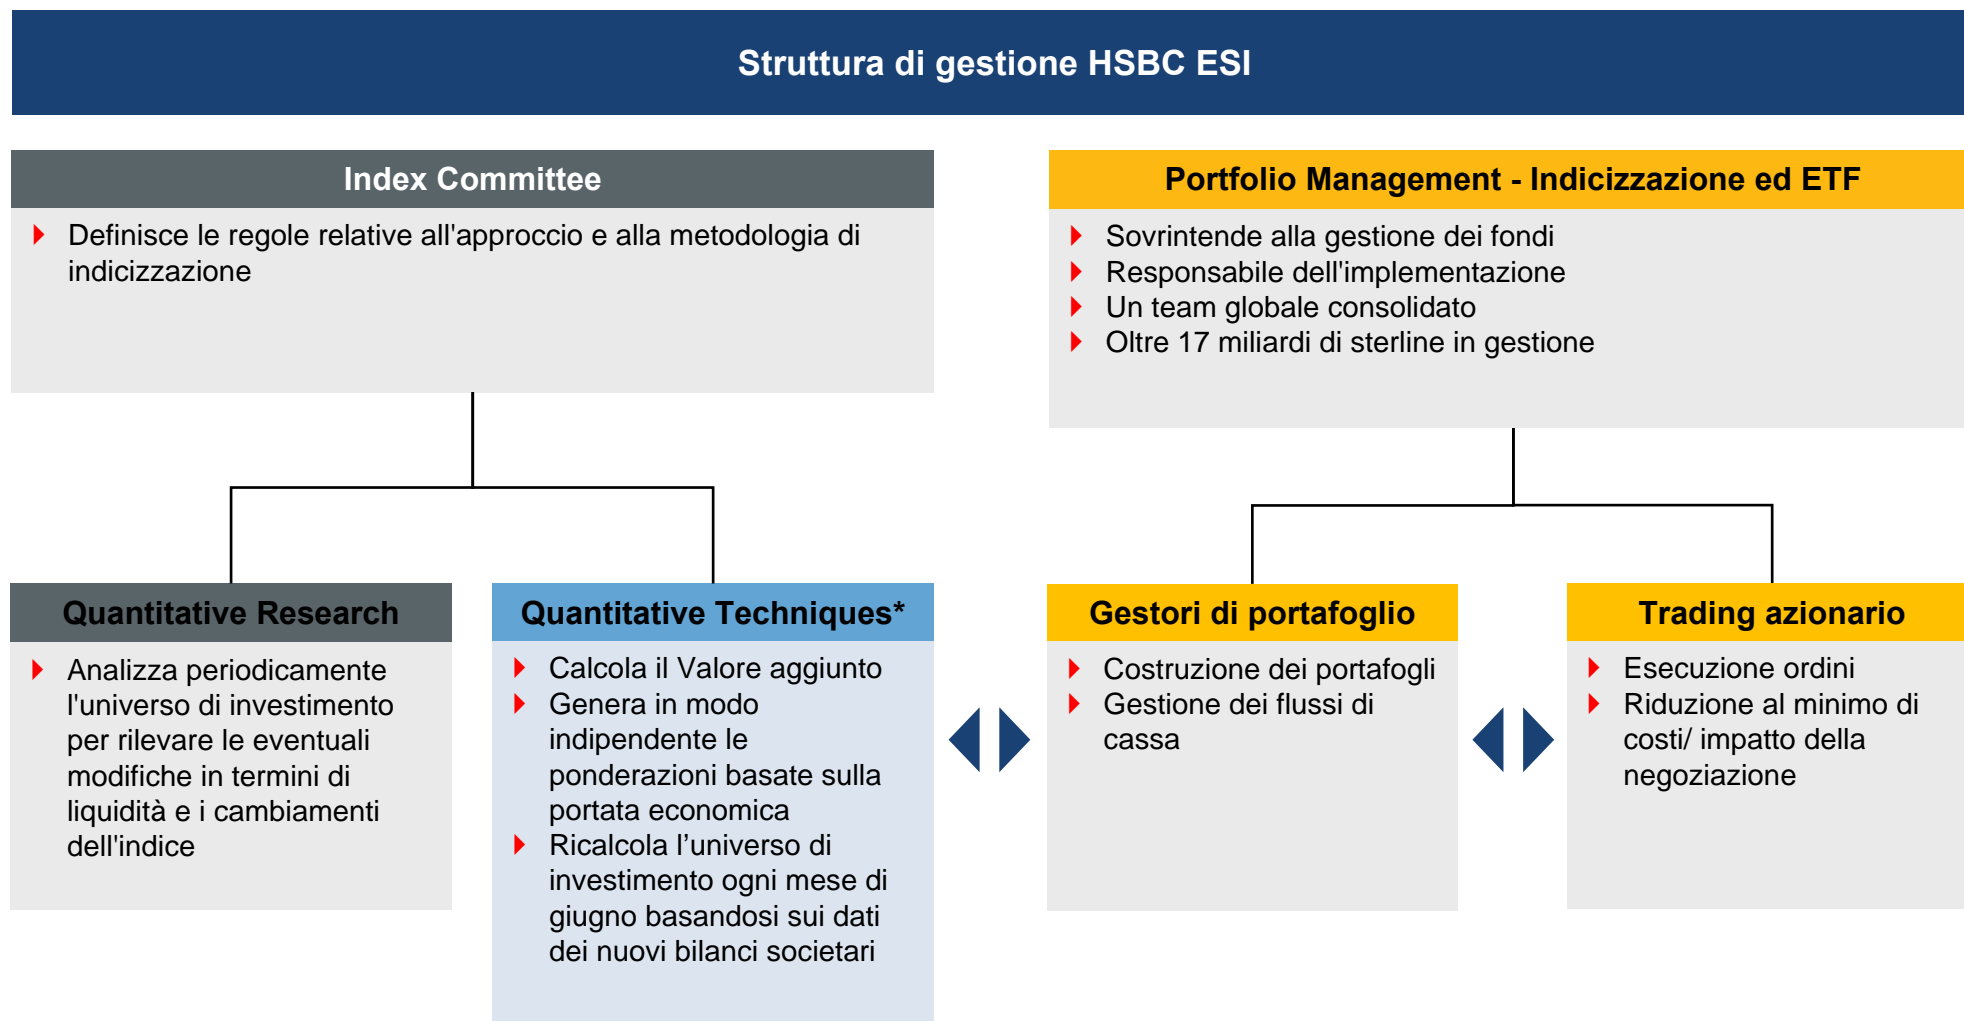 Struttura di gestione HSBC ESI
Index Committee
Definisce le regole relative all'approccio e alla metodologia di
indicizzazione
Portfolio Management - Indicizzazione ed ETF
Sovrintende alla gestione dei fondi
Responsabile dell'implementazione
Un team globale consolidato
Oltre 17 miliardi di sterline in gestione
Quantitative Research
Analizza periodicamente
l'universo di investimento
per rilevare le eventuali
modifiche in termini di
liquidità e i cambiamenti
dell'indice
Quantitative Techniques*
Calcola il Valore aggiunto
Genera in modo
indipendente le
ponderazioni basate sulla
portata economica
Ricalcola l’universo di
investimento ogni mese di
giugno basandosi sui dati
dei nuovi bilanci societari
Gestori di portafoglio
Costruzione dei portafogli
Gestione dei flussi di
cassa
Trading azionario
Esecuzione ordini
Riduzione al minimo di
costi/ impatto della
negoziazione